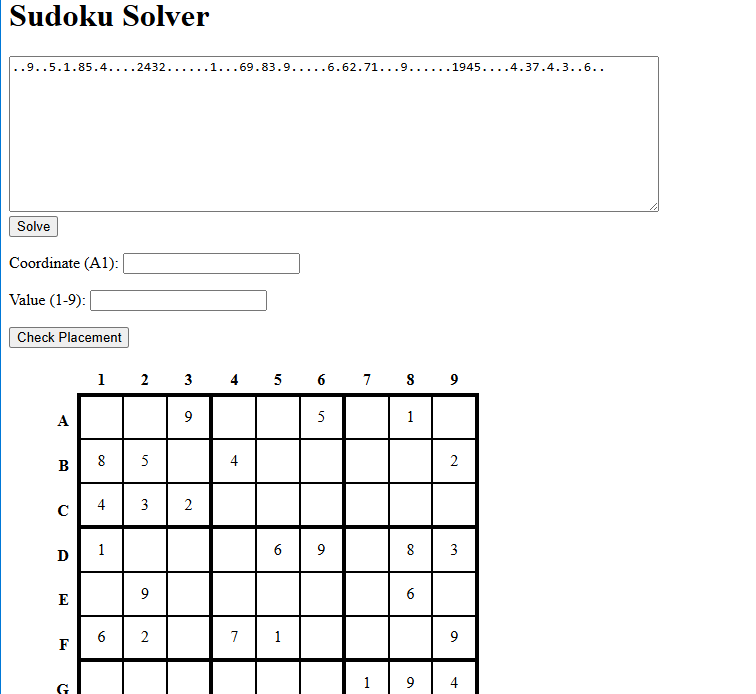 Sudoku Solver
..9..5.1.85.4....2432......1...69.83.9.....6.62.71...9......1945....4.37.4.3..6..
Solve
Coordinate (A1):
Value (1-9):
Check Placement
1 2 3 4 5 6 7 8 9
A 9 5 1
B 8 5 4 2
C 4 3 2
D 1 6 9 8 3
E 9 6
F 6 2 7 1 9
G 1 9 4